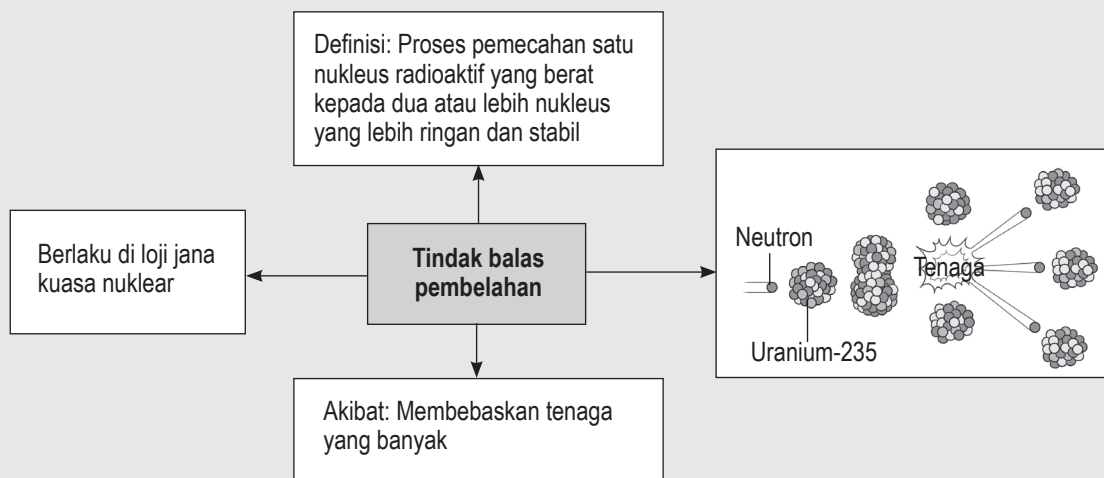 Definisi: Proses pemecahan satu
nukleus radioaktif yang berat
kepada dua atau lebih nukleus
yang lebih ringan dan stabil
Berlaku di loji jana
kuasa nuklear
Tindak balas
pembelahan
Neutron
Tenaga
Uranium-235
Akibat: Membebaskan tenaga
yang banyak